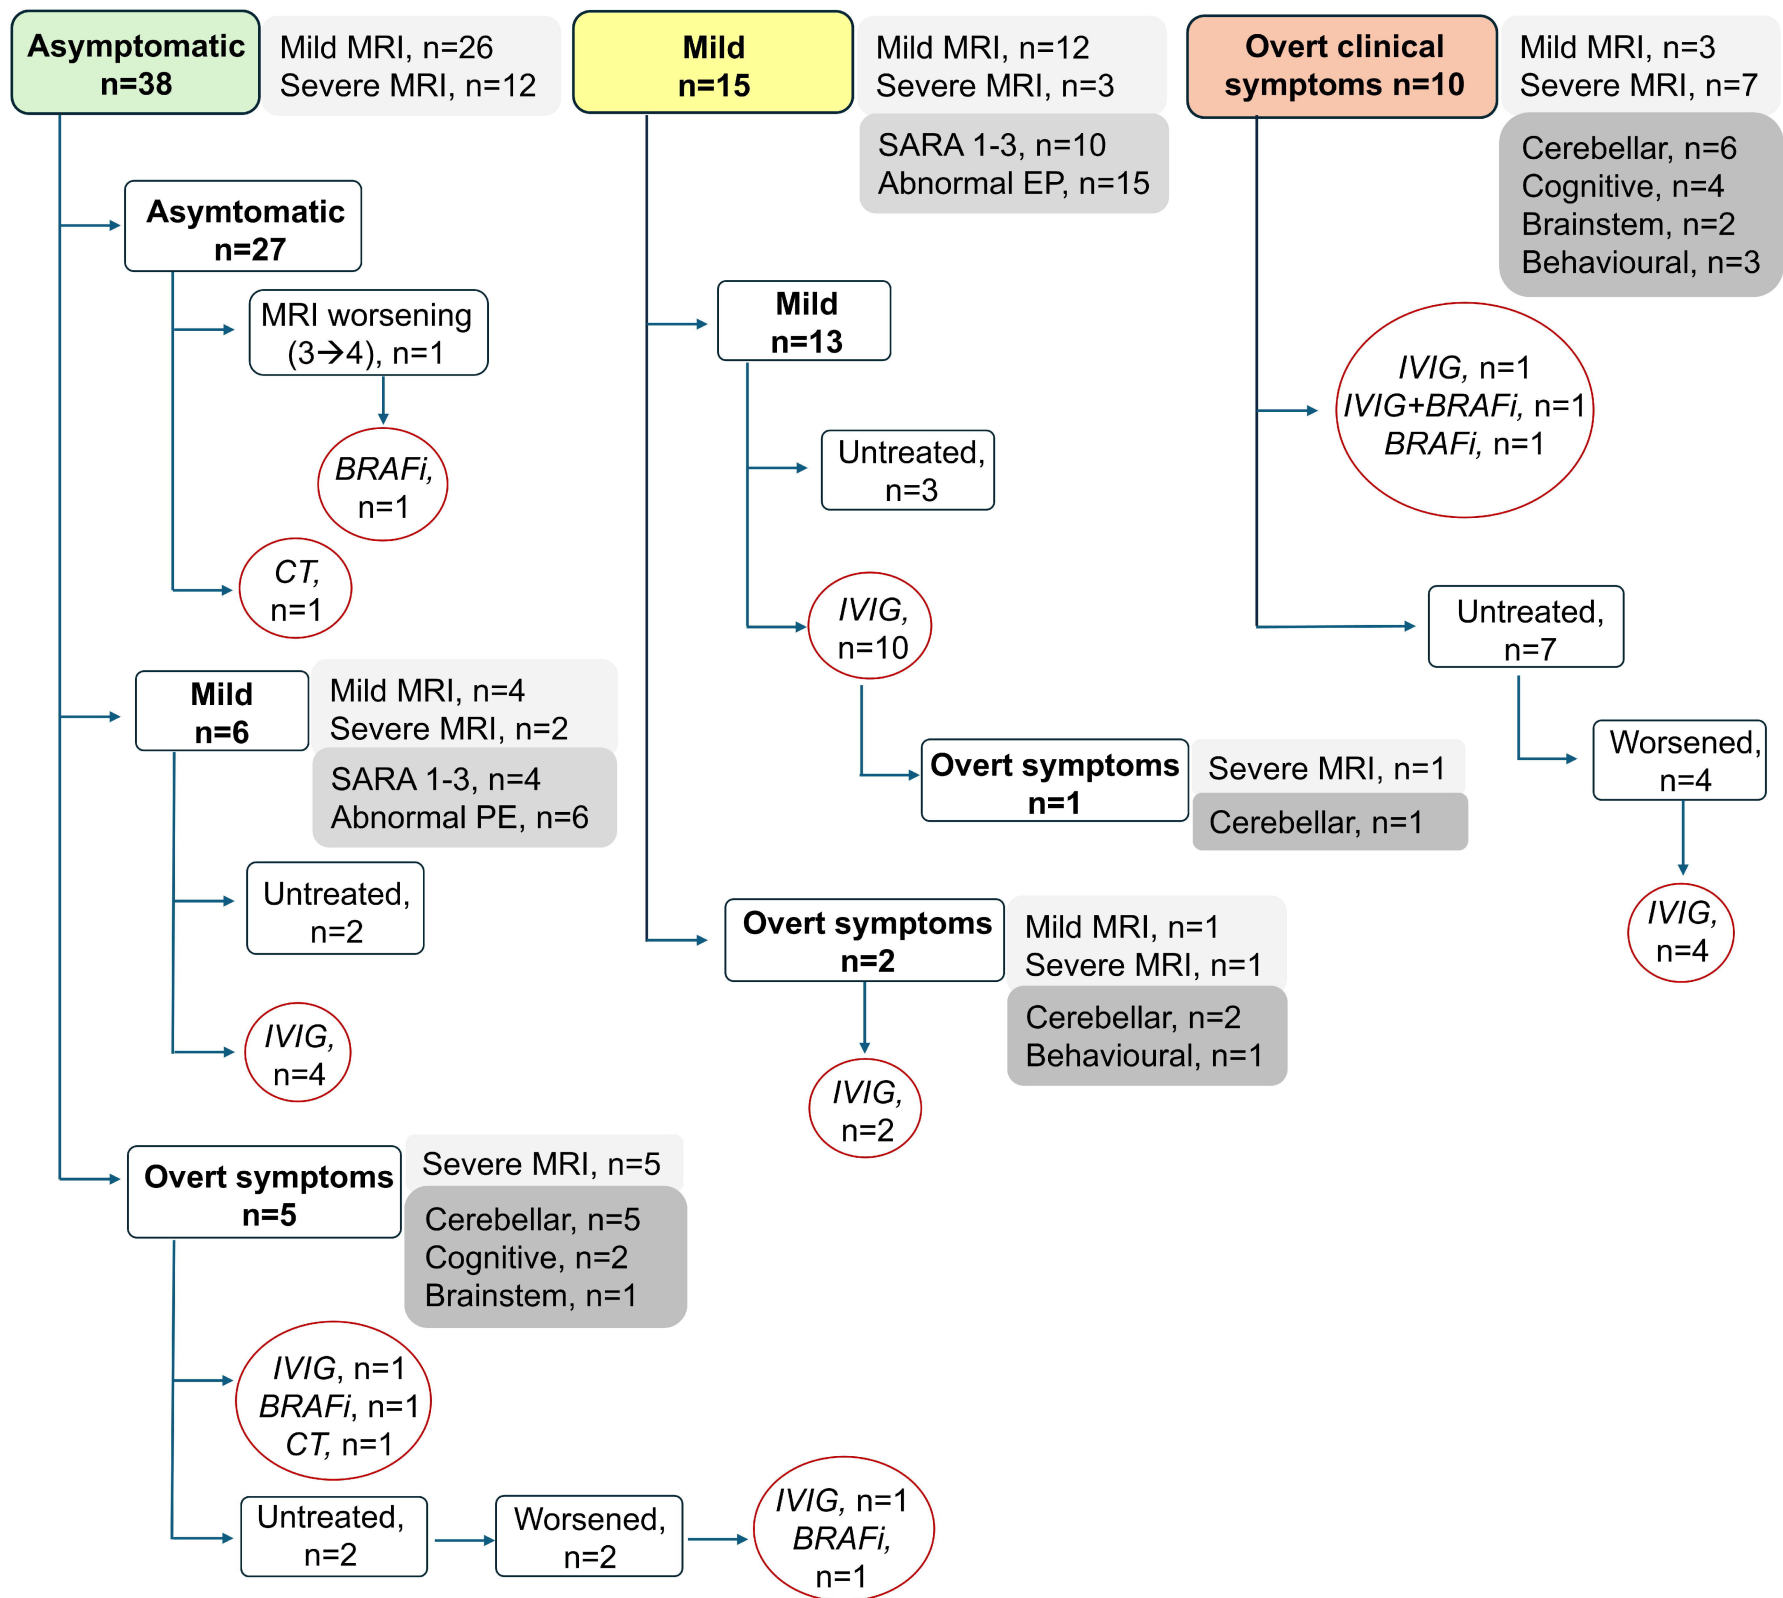 Asymptomatic
n=38
Mild MRI, n=26
Severe MRI, n=12
Asymtomatic
n=27
MRI worsening
(3→4), n=1
BRAFi,
n=1
CT,
n=1
Mild
n=6
Mild MRI, n=4
Severe MRI, n=2
SARA 1-3, n=4
Abnormal PE, n=6
Untreated,
n=2
IVIG,
n=4
Overt symptoms
n=5
Severe MRI, n=5
Cerebellar, n=5
Cognitive, n=2
Brainstem, n=1
IVIG, n=1
BRAFi, n=1
CT, n=1
Untreated,
n=2
Worsened,
n=2
IVIG, n=1
BRAFi,
n=1
Mild
n=15
Mild MRI, n=12
Severe MRI, n=3
SARA 1-3, n=10
Abnormal EP, n=15
Mild
n=13
Untreated,
n=3
IVIG,
n=10
Overt symptoms
n=1
Severe MRI, n=1
Cerebellar, n=1
Overt symptoms
n=2
Mild MRI, n=1
Severe MRI, n=1
Cerebellar, n=2
Behavioural, n=1
IVIG,
n=2
Overt clinical
symptoms n=10
Mild MRI, n=3
Severe MRI, n=7
Cerebellar, n=6
Cognitive, n=4
Brainstem, n=2
Behavioural, n=3
IVIG, n=1
IVIG+BRAFi, n=1
BRAFi, n=1
Untreated,
n=7
Worsened,
n=4
IVIG,
n=4